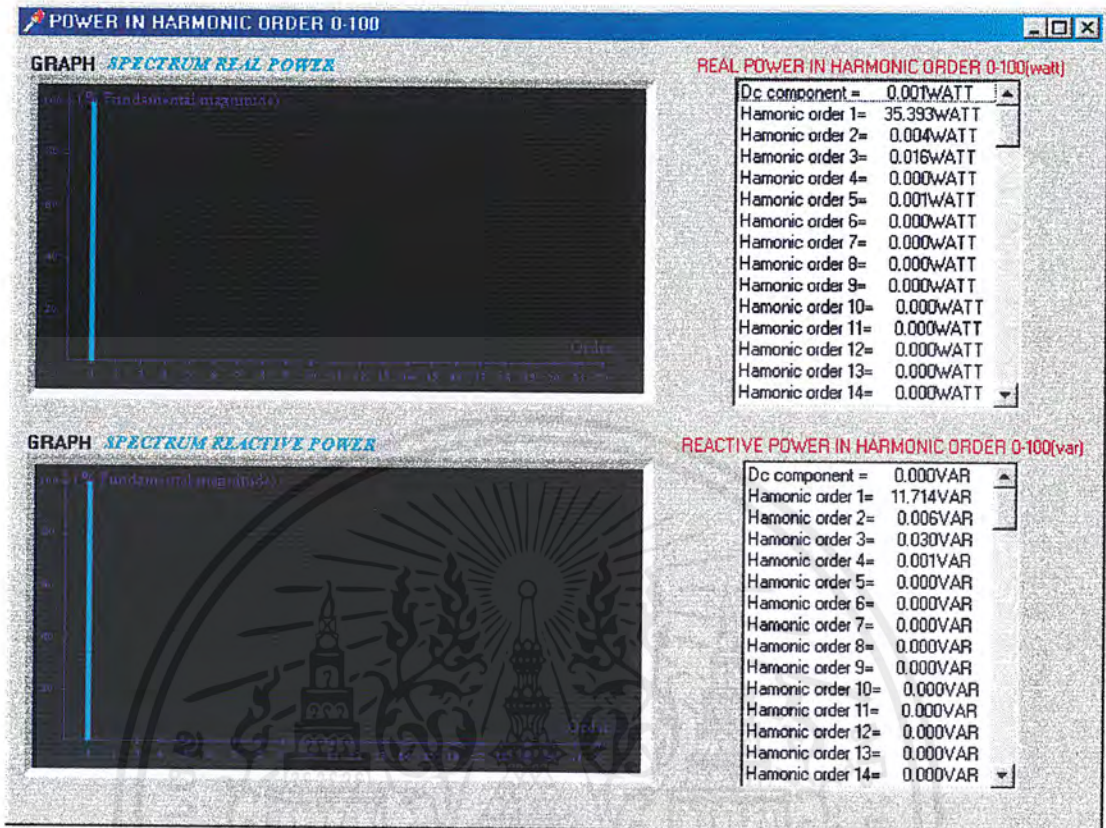 POWER IN HARMONIC ORDER 0-100
GRAPH SPECTRUM REAL POWER
(% Fundamental magnitude)
Order
REAL POWER IN HARMONIC ORDER 0-100(watt)
Dc component = 0.001WATT
Hamonic order 1= 35.393WATT
Hamonic order 2= 0.004WATT
Hamonic order 3= 0.016WATT
Hamonic order 4= 0.000WATT
Hamonic order 5= 0.001WATT
Hamonic order 6= 0.000WATT
Hamonic order 7= 0.000WATT
Hamonic order 8= 0.000WATT
Hamonic order 9= 0.000WATT
Hamonic order 10= 0.000WATT
Hamonic order 11= 0.000WATT
Hamonic order 12= 0.000WATT
Hamonic order 13= 0.000WATT
Hamonic order 14= 0.000WATT
GRAPH SPECTRUM REACTIVE POWER
(% Fundamental magnitude)
Order
REACTIVE POWER IN HARMONIC ORDER 0-100(var)
Dc component = 0.000VAR
Hamonic order 1= 11.714VAR
Hamonic order 2= 0.006VAR
Hamonic order 3= 0.030VAR
Hamonic order 4= 0.001VAR
Hamonic order 5= 0.000VAR
Hamonic order 6= 0.000VAR
Hamonic order 7= 0.000VAR
Hamonic order 8= 0.000VAR
Hamonic order 9= 0.000VAR
Hamonic order 10= 0.000VAR
Hamonic order 11= 0.000VAR
Hamonic order 12= 0.000VAR
Hamonic order 13= 0.000VAR
Hamonic order 14= 0.000VAR